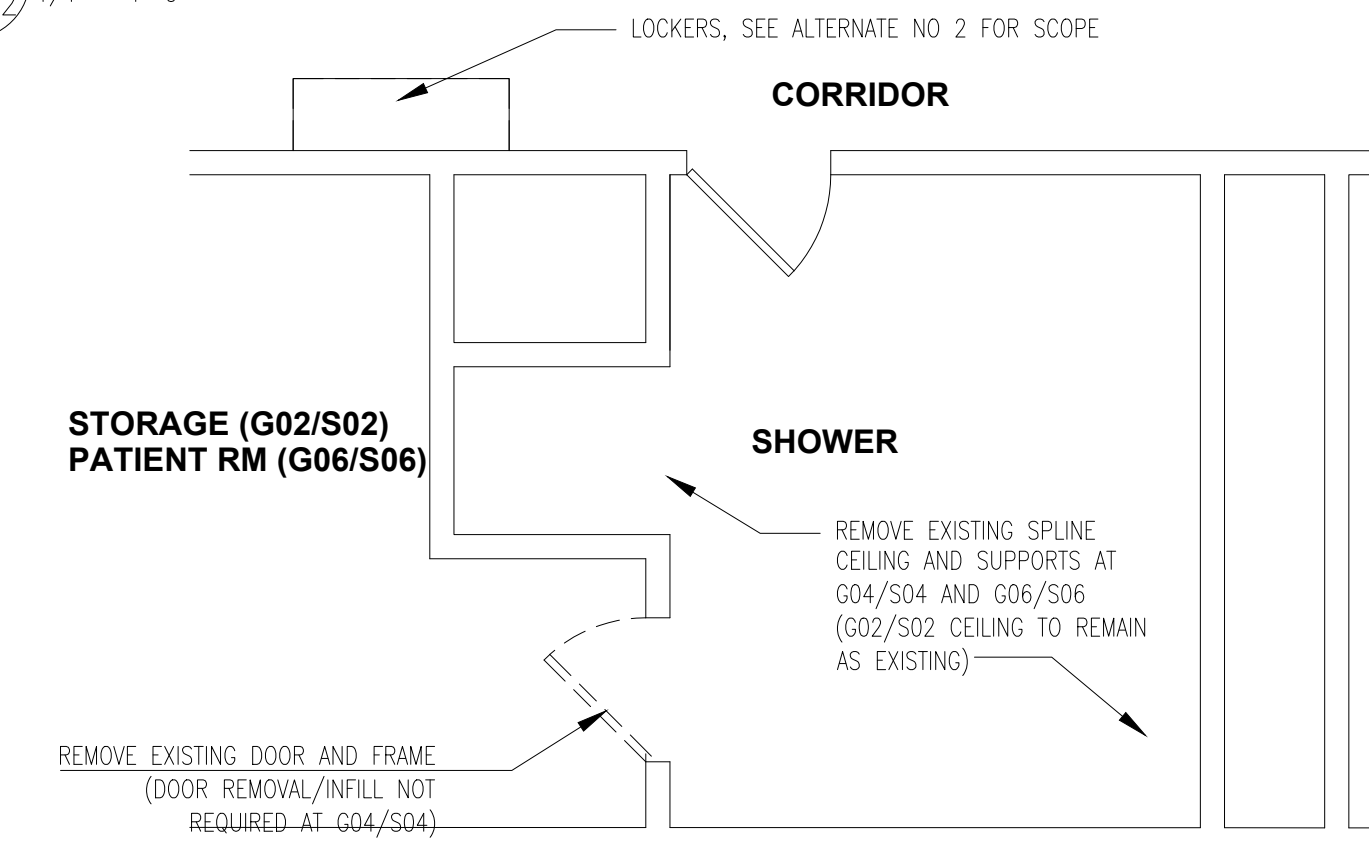 2
LOCKERS, SEE ALTERNATE NO 2 FOR SCOPE
CORRIDOR
STORAGE (G02/S02)
PATIENT RM (G06/S06)
SHOWER
REMOVE EXISTING SPLINE
CEILING AND SUPPORTS AT
G04/S04 AND G06/S06
(G02/S02 CEILING TO REMAIN
AS EXISTING)
REMOVE EXISTING DOOR AND FRAME
(DOOR REMOVAL/INFILL NOT
REQUIRED AT G04/S04)